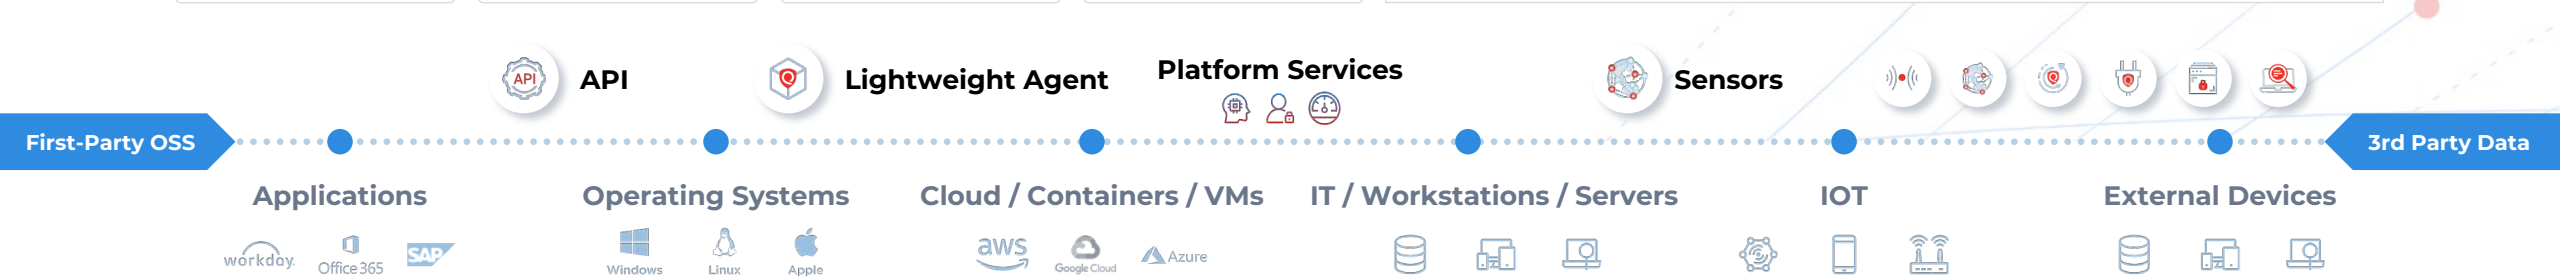 API
API
Lightweight Agent
Platform Services
Sensors
First-Party OSS
3rd Party Data
Applications
Operating Systems
Cloud / Containers / VMs
IT / Workstations / Servers
IOT
External Devices
workday.
Office 365
SAP
Windows
Linux
Apple
aws
Google Cloud
Azure